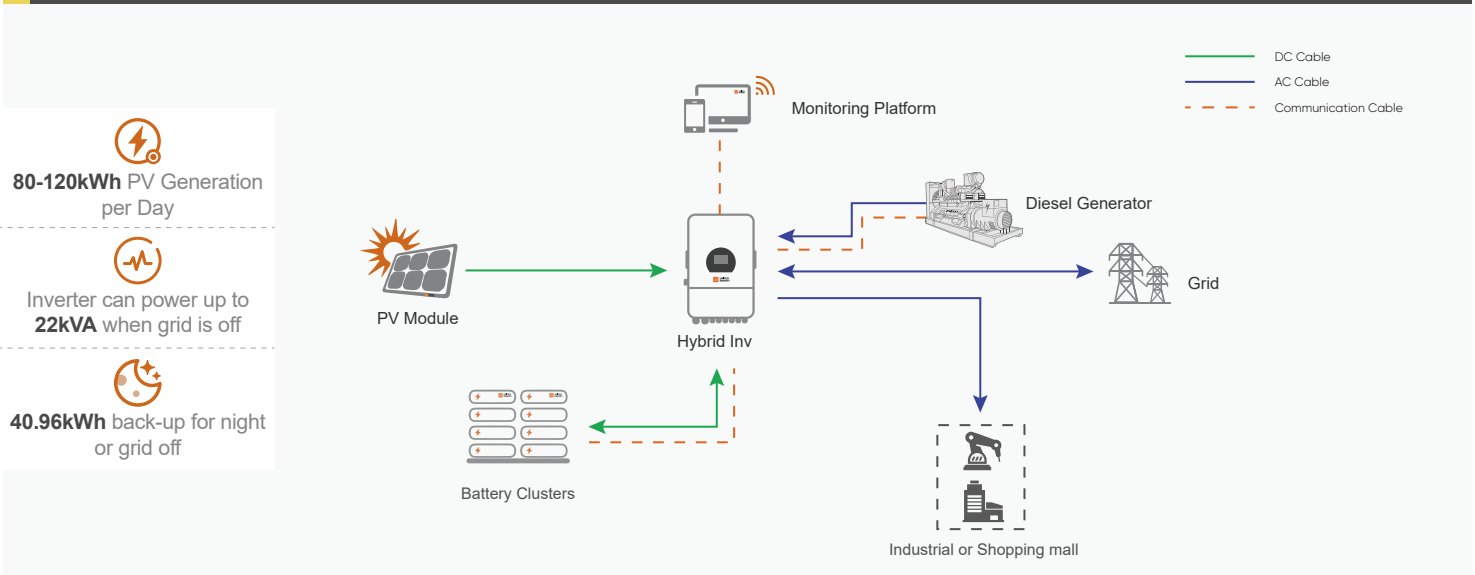 80-120kWh PV Generation
per Day
Inverter can power up to
22kVA when grid is off
40.96kWh back-up for night
or grid off
DC Cable
AC Cable
Communication Cable
Monitoring Platform
Diesel Generator
Grid
PV Module
Hybrid Inv
Battery Clusters
Industrial or Shopping mall